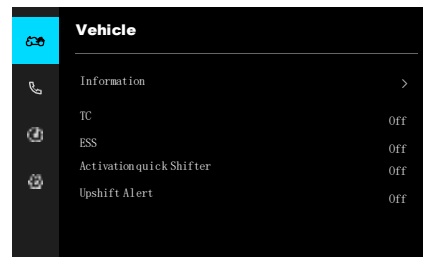 Vehicle
Information
TC Off
ESS Off
Activation quick Shifter Off
Upshift Alert Off